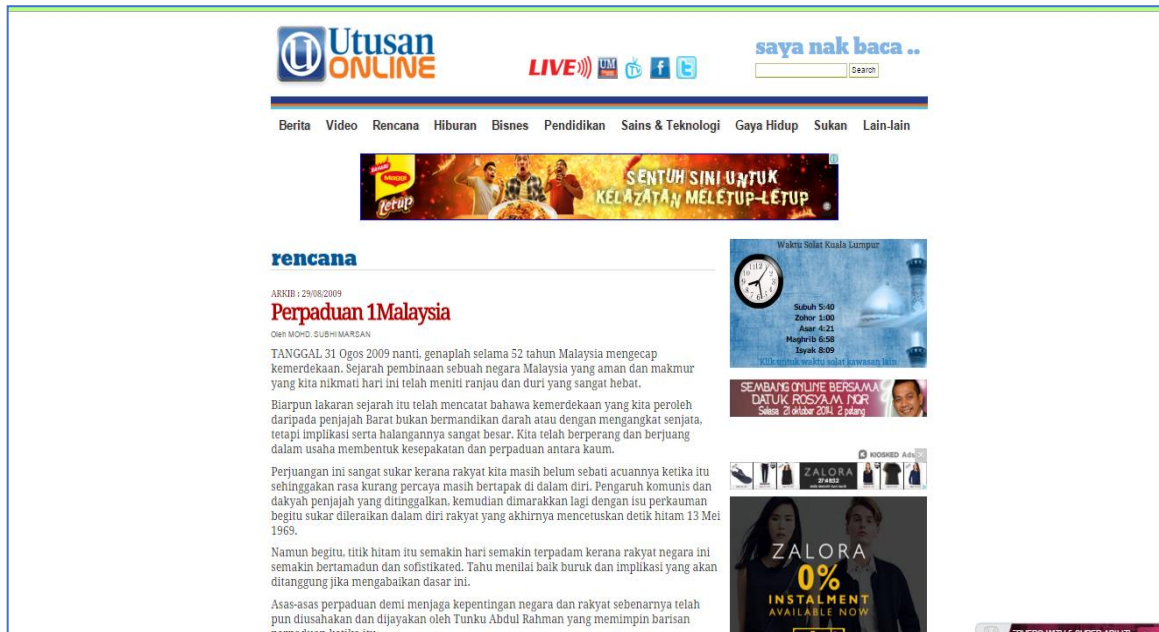 Utusan
ONLINE
LIVE
UM
TV
saya nak baca ..
Search
Berita Video Rencana Hiburan Bisnes Pendidikan Sains & Teknologi Gaya Hidup Sukan Lain-lain
MAGGI
Letup
SENTUH SINI UNTUK
KELAZATAN MELETUP-LETUP
rencana
ARKIB : 29/08/2009
Perpaduan 1Malaysia
Oleh MOHD. SUBHI MARSAN
TANGGAL 31 Ogos 2009 nanti, genaplah selama 52 tahun Malaysia mengecap
kemerdekaan. Sejarah pembinaan sebuah negara Malaysia yang aman dan makmur
yang kita nikmati hari ini telah meniti ranjau dan duri yang sangat hebat.
Biarpun lakaran sejarah itu telah mencatat bahawa kemerdekaan yang kita peroleh
daripada penjajah Barat bukan bermandikan darah atau dengan mengangkat senjata,
tetapi implikasi serta halangannya sangat besar. Kita telah berperang dan berjuang
dalam usaha membentuk kesepakatan dan perpaduan antara kaum.
Perjuangan ini sangat sukar kerana rakyat kita masih belum sebati acuannya ketika itu
sehinggakan rasa kurang percaya masih bertapak di dalam diri. Pengaruh komunis dan
dakyah penjajah yang ditinggalkan, kemudian dimarakkan lagi dengan isu perkauman
begitu sukar dileraikan dalam diri rakyat yang akhirnya mencetuskan detik hitam 13 Mei
1969.
Namun begitu, titik hitam itu semakin hari semakin terpadam kerana rakyat negara ini
semakin bertamadun dan sofistikated. Tahu menilai baik buruk dan implikasi yang akan
ditanggung jika mengabaikan dasar ini.
Asas-asas perpaduan demi menjaga kepentingan negara dan rakyat sebenarnya telah
pun diusahakan dan dijayakan oleh Tunku Abdul Rahman yang memimpin barisan
Waktu Solat Kuala Lumpur
Subuh 5:40
Zohor 1:00
Asar 4:21
Maghrib 6:58
Isyak 8:09
Klik untuk waktu solat kawasan lain
SEMBANG ONLINE BERSAMA
DATUK ROSYAM NOR
Selasa 21 oktober 2014 2 petang
KIOSKED Ads
ZALORA
ZALORA
0%
INSTALMENT
AVAILABLE NOW